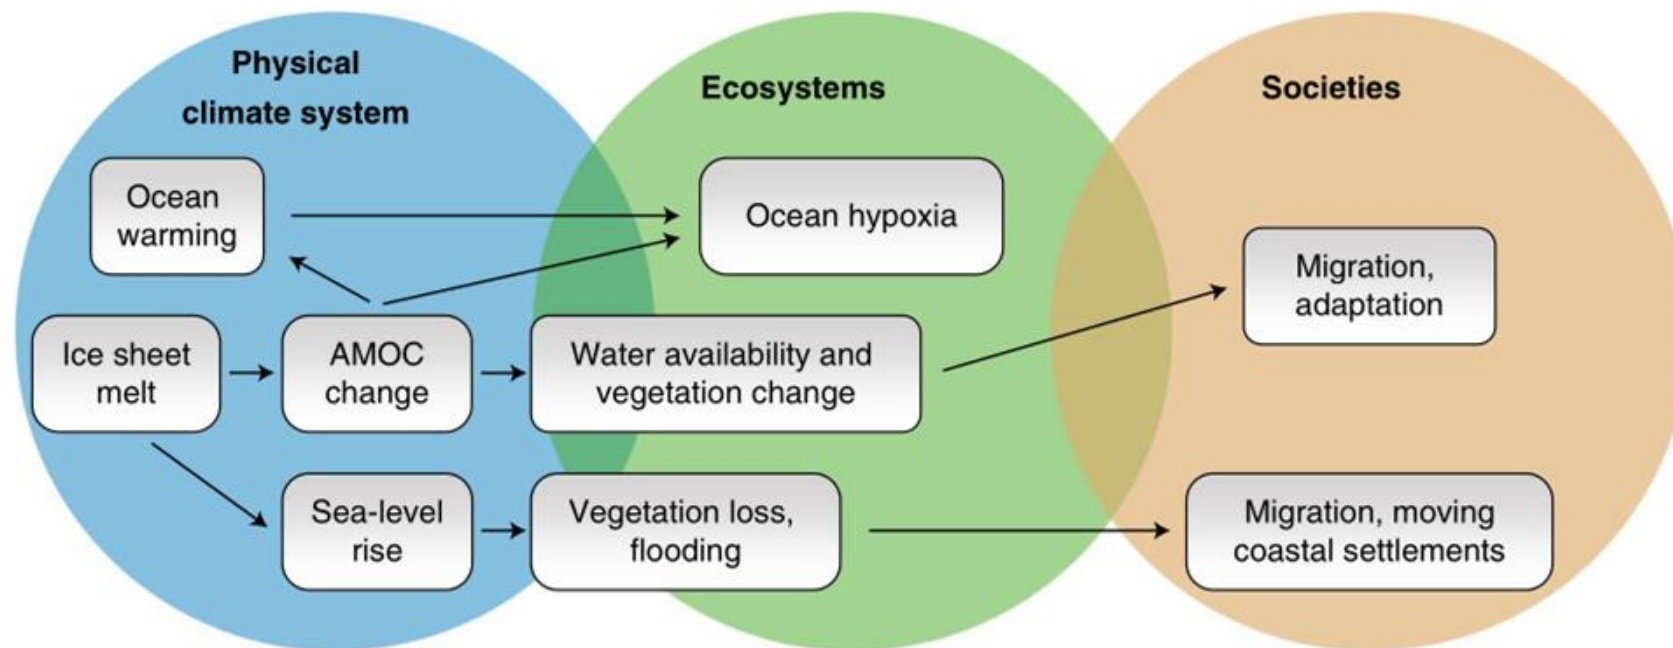 Physical
climate system
Ecosystems
Societies
Ocean
warming
Ocean hypoxia
Migration,
adaptation
Ice sheet
melt
AMOC
change
Water availability and
vegetation change
Sea-level
rise
Vegetation loss,
flooding
Migration, moving
coastal settlements